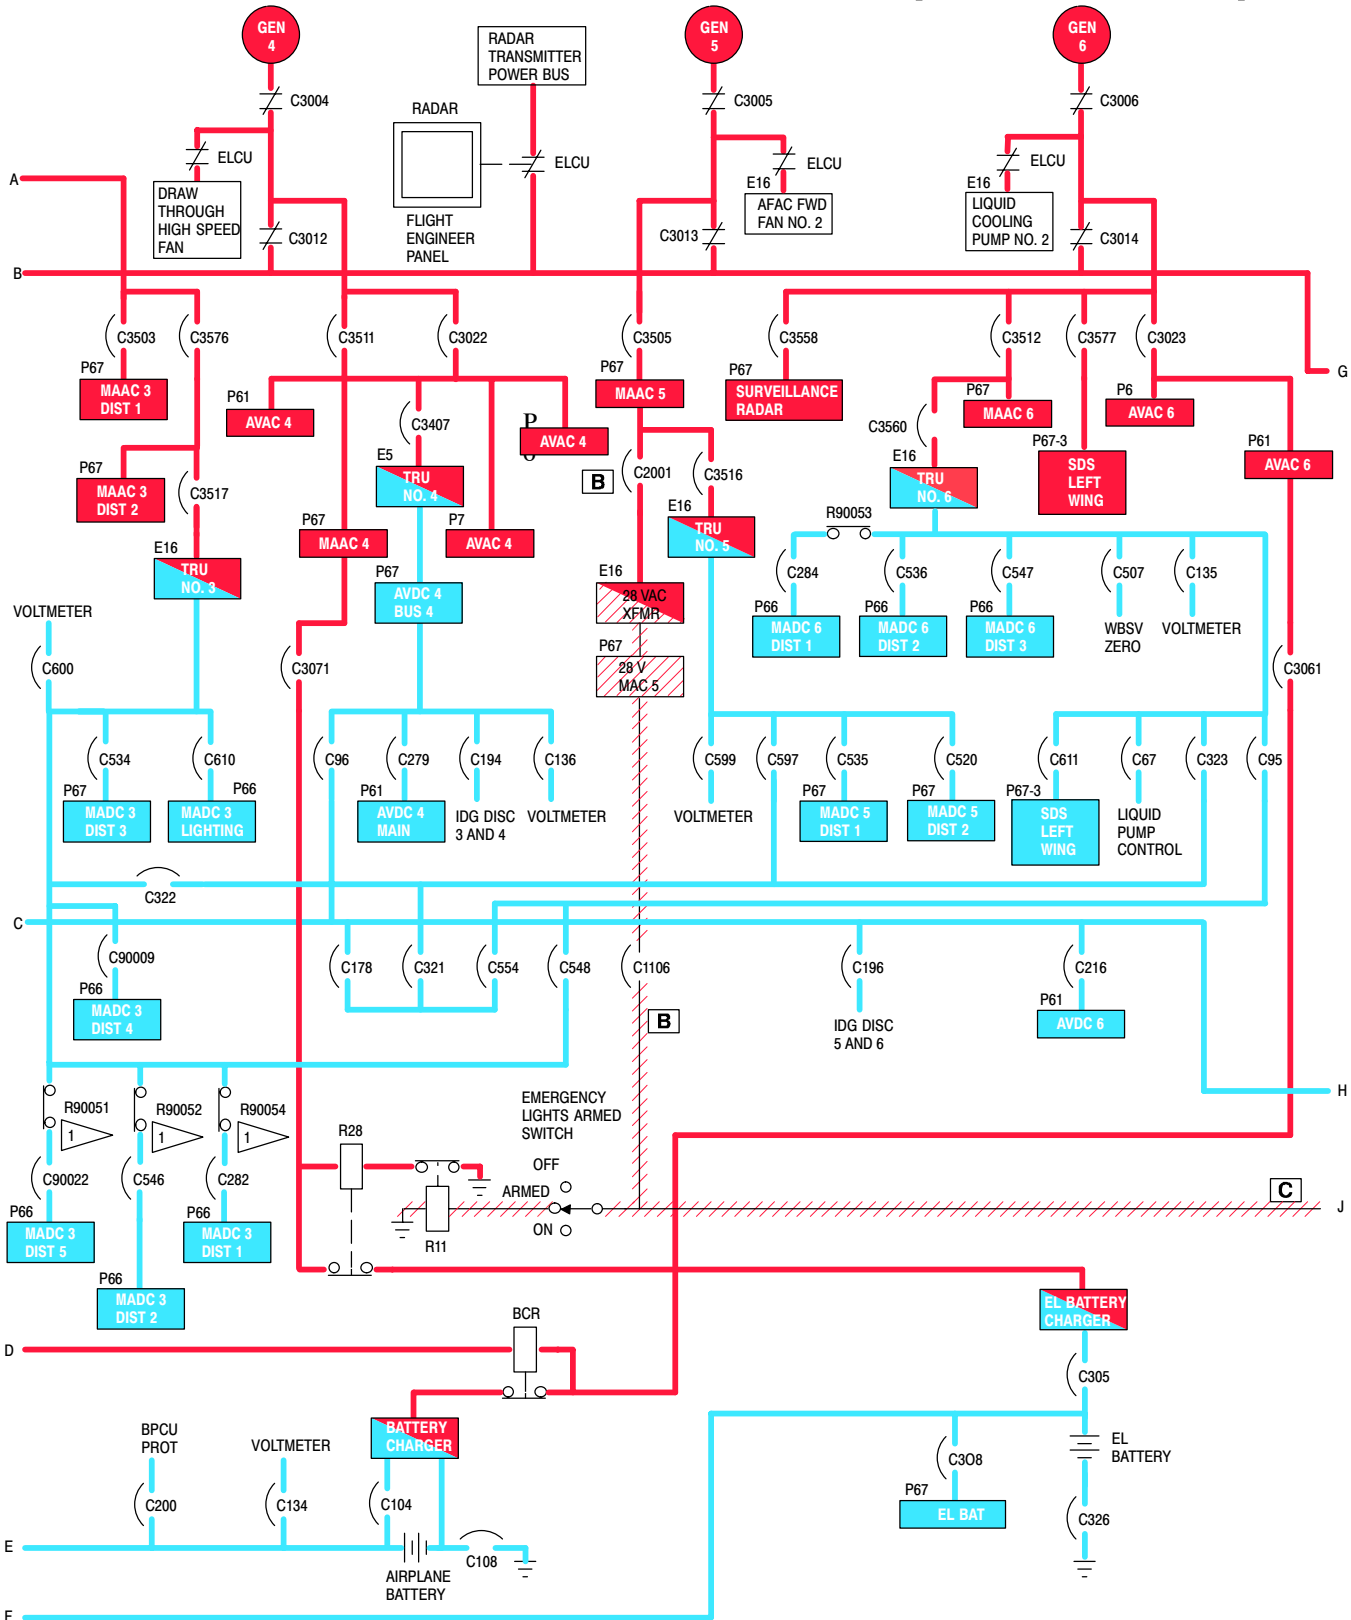 GEN
4
RADAR
TRANSMITTER
POWER BUS
GEN
5
GEN
6
C3004
C3005
C3006
RADAR
ELCU
ELCU
ELCU
ELCU
A
DRAW
THROUGH
HIGH SPEED
FAN
E16
AFAC FWD
FAN NO. 2
E16
LIQUID
COOLING
PUMP NO. 2
FLIGHT
ENGINEER
PANEL
C3012
C3013
C3014
B
C3503
C3576
C3511
C3022
C3505
C3558
C3512
C3577
C3023
G
P67
MAAC 3
DIST 1
P61
AVAC 4
P67
MAAC 5
P67
SURVEILLANCE
RADAR
P67
MAAC 6
P6
AVAC 6
C3407
AVAC 4
C3560
P67-3
SDS
LEFT
WING
P61
AVAC 6
P67
MAAC 3
DIST 2
C3517
E5
TRU
NO. 4
B
C2001
C3516
E16
TRU
NO. 6
P67
MAAC 4
P7
AVAC 4
E16
TRU
NO. 5
R90053
E16
TRU
NO. 3
P67
AVDC 4
BUS 4
E16
28 VAC
XFMR
C284
C536
C547
C507
C135
VOLTMETER
P66
MADC 6
DIST 1
P66
MADC 6
DIST 2
P66
MADC 6
DIST 3
WBSV
ZERO
VOLTMETER
C600
C3071
P67
28 V
MAC 5
C3061
C534
C610
C96
C279
C194
C136
C599
C597
C535
C520
C611
C67
C323
C95
P67
MADC 3
DIST 3
P66
MADC 3
LIGHTING
P61
AVDC 4
MAIN
IDG DISC
3 AND 4
VOLTMETER
VOLTMETER
P67
MADC 5
DIST 1
P67
MADC 5
DIST 2
P67-3
SDS
LEFT
WING
LIQUID
PUMP
CONTROL
C322
C
C90009
C178
C321
C554
C548
C1106
C196
C216
P66
MADC 3
DIST 4
B
IDG DISC
5 AND 6
P61
AVDC 6
H
R90051
1
R90052
1
R90054
1
EMERGENCY
LIGHTS ARMED
SWITCH
R28
C90022
C546
C282
OFF
ARMED
ON
C
J
P66
MADC 3
DIST 5
P66
MADC 3
DIST 1
R11
P66
MADC 3
DIST 2
EL BATTERY
CHARGER
BCR
D
C305
BPCU
PROT
VOLTMETER
BATTERY
CHARGER
EL
BATTERY
C308
C200
C134
C104
P67
EL BAT
C326
E
C108
AIRPLANE
BATTERY
F